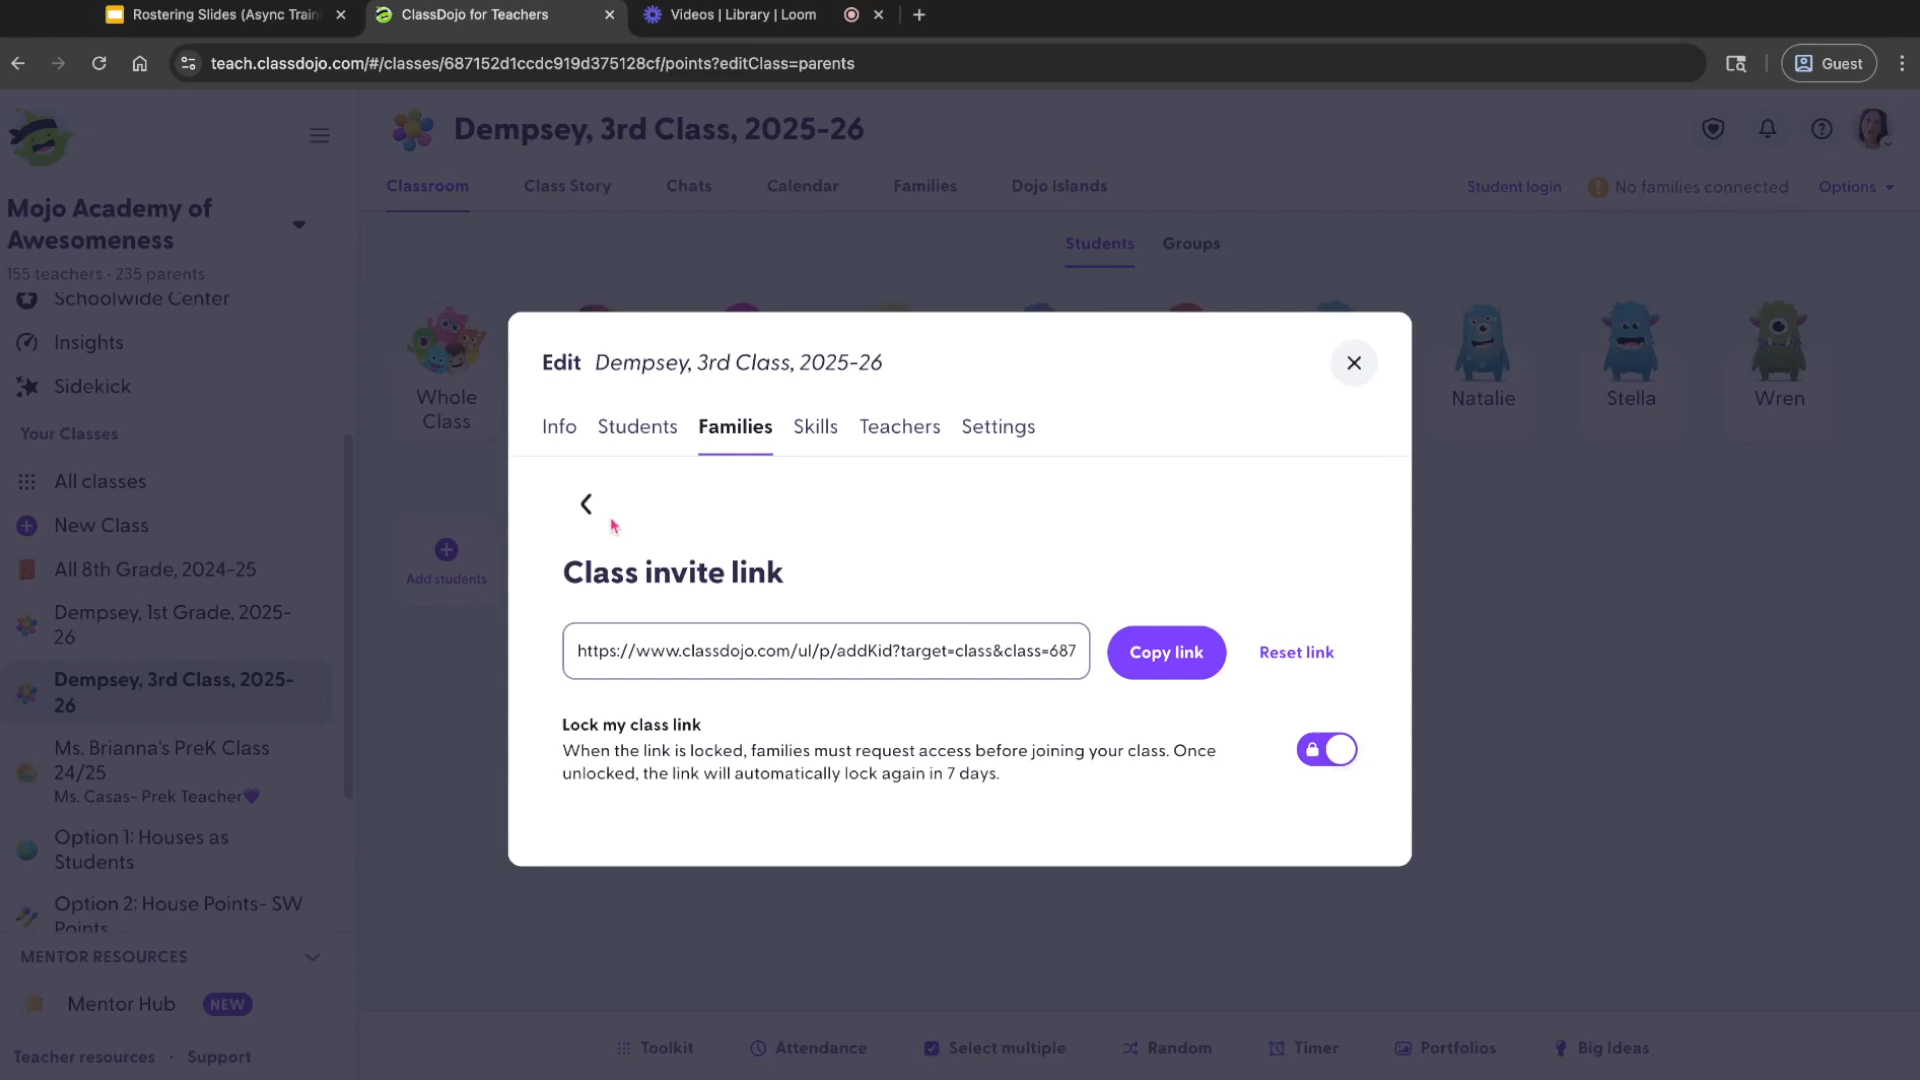 Rostering Slides (Async Train
ClassDojo for Teachers
Videos | Library | Loom
teach.classdojo.com/#/classes/687152d1ccdc919d375128cf/points?editClass=parents
Guest
Mojo Academy of
Awesomeness
155 teachers · 235 parents
Schoolwide Center
Insights
Sidekick
Your Classes
All classes
New Class
All 8th Grade, 2024-25
Dempsey, 1st Grade, 2025-
26
Dempsey, 3rd Class, 2025-
26
Ms. Brianna's PreK Class
24/25
Ms. Casas- Prek Teacher💜
Option 1: Houses as
Students
Option 2: House Points- SW
Points
MENTOR RESOURCES
Mentor Hub NEW
Teacher resources · Support
Dempsey, 3rd Class, 2025-26
Classroom Class Story Chats Calendar Families Dojo Islands
Student login No families connected Options
Students Groups
Whole
Class
Natalie
Stella
Wren
Add students
Edit Dempsey, 3rd Class, 2025-26
Info Students Families Skills Teachers Settings
Class invite link
https://www.classdojo.com/ul/p/addKid?target=class&class=687
Copy link
Reset link
Lock my class link
When the link is locked, families must request access before joining your class. Once
unlocked, the link will automatically lock again in 7 days.
Toolkit Attendance Select multiple Random Timer Portfolios Big Ideas